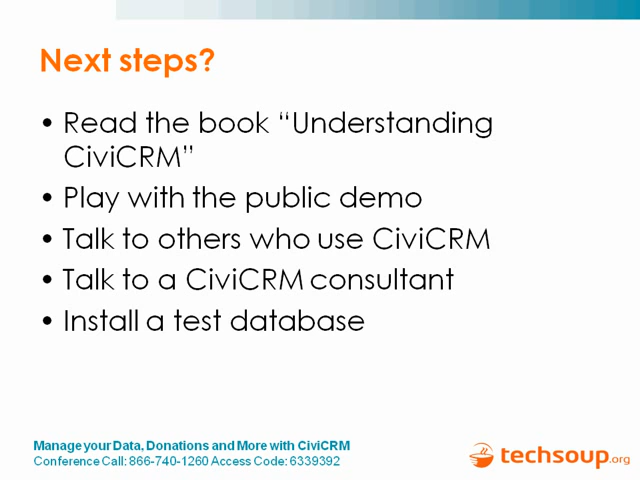 Next steps?
• Read the book “Understanding
CiviCRM”
• Play with the public demo
• Talk to others who use CiviCRM
• Talk to a CiviCRM consultant
• Install a test database
Manage your Data, Donations and More with CiviCRM
Conference Call: 866-740-1260 Access Code: 6339392
techsoup.org